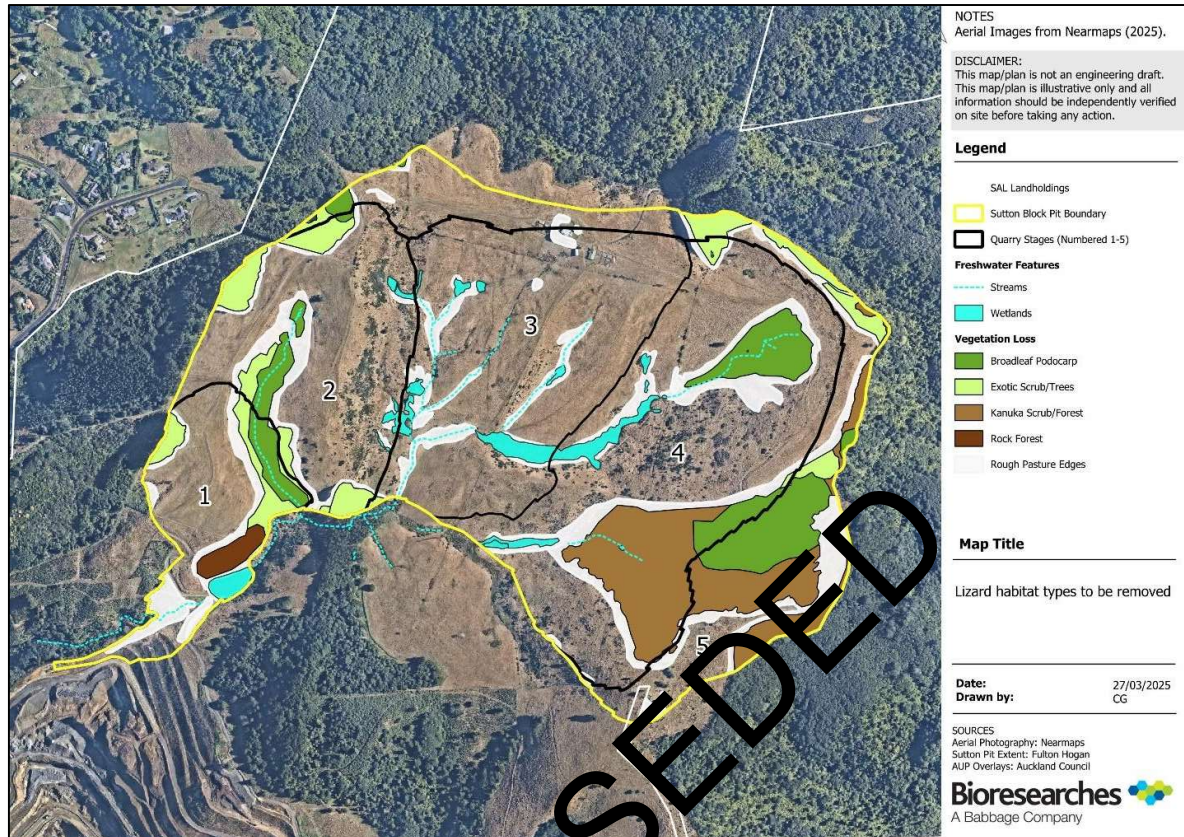 NOTES
Aerial Images from Nearmaps (2025).
DISCLAIMER:
This map/plan is not an engineering draft.
This map/plan is illustrative only and all
information should be independently verified
on site before taking any action.
Legend
SAL Landholdings
Sutton Block Pit Boundary
Quarry Stages (Numbered 1-5)
Freshwater Features
Streams
Wetlands
Vegetation Loss
Broadleaf Podocarp
Exotic Scrub/Trees
Kanuka Scrub/Forest
Rock Forest
Rough Pasture Edges
Map Title
Lizard habitat types to be removed
Date: 27/03/2025
Drawn by: CG
SOURCES
Aerial Photography: Nearmaps
Sutton Pit Extent: Fulton Hogan
AUP Overlays: Auckland Council
Bioresearches
A Babbage Company
3
2
4
1
5
SEDED